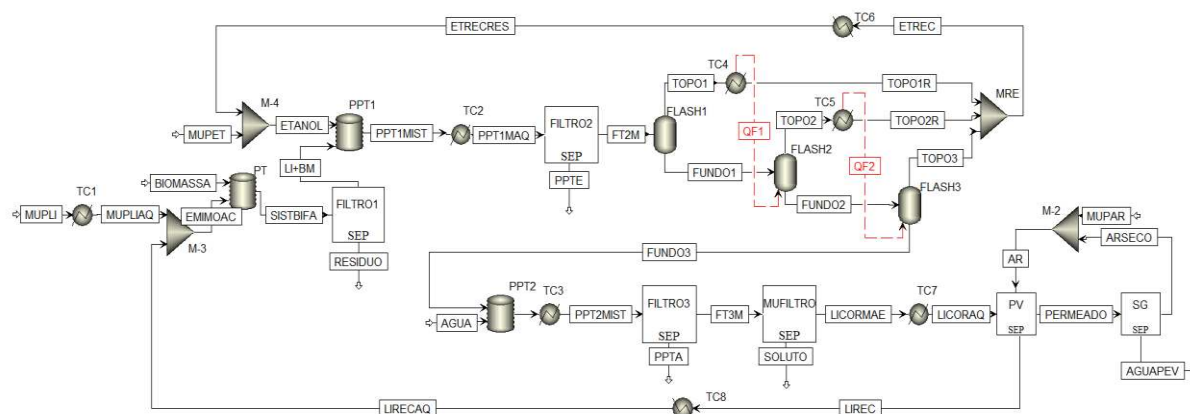 TC6
ETRECRES
ETREC
TC4
TOPO1
TOPO1R
MRE
M-4
PPT1
FLASH1
TC5
MUPET
ETANOL
TC2
FILTRO2
TOPO2
TOPO2R
PPT1MIST
PPT1MAQ
FT2M
QF1
FLASH2
QF2
TOPO3
LI+BM
SEP
PT
BIOMASSA
PPTE
FUNDO1
FLASH3
TC1
FILTRO1
FUNDO2
MUPLI
MUPLIAQ
EMIMOAC
SISTBIFA
M-2
MUPAR
M-3
SEP
ARSECO
FUNDO3
AR
RESIDUO
PPT2
TC3
FILTRO3
MUFILTRO
TC7
PV
SG
AGUA
PPT2MIST
FT3M
LICORMAE
LICORAQ
PERMEADO
SEP
SEP
SEP
SEP
PPTA
SOLUTO
AGUAPEV
TC8
LIRECAQ
LIREC